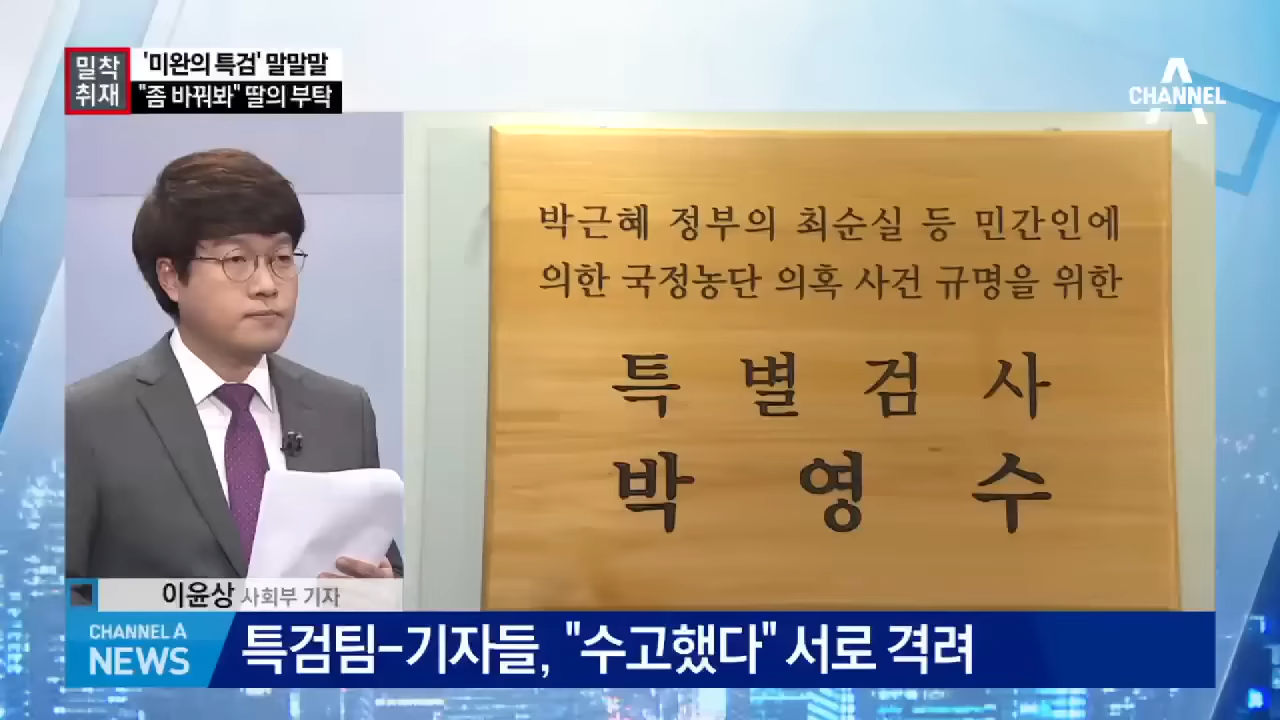 밀착
취재
'미완의 특검' 말말말
"좀 바꿔봐" 딸의 부탁
CHANNEL A
박근혜 정부의 최순실 등 민간인에
의한 국정농단 의혹 사건 규명을 위한
특별검사
박영수
이윤상 사회부 기자
CHANNEL A
NEWS
특검팀-기자들, "수고했다" 서로 격려